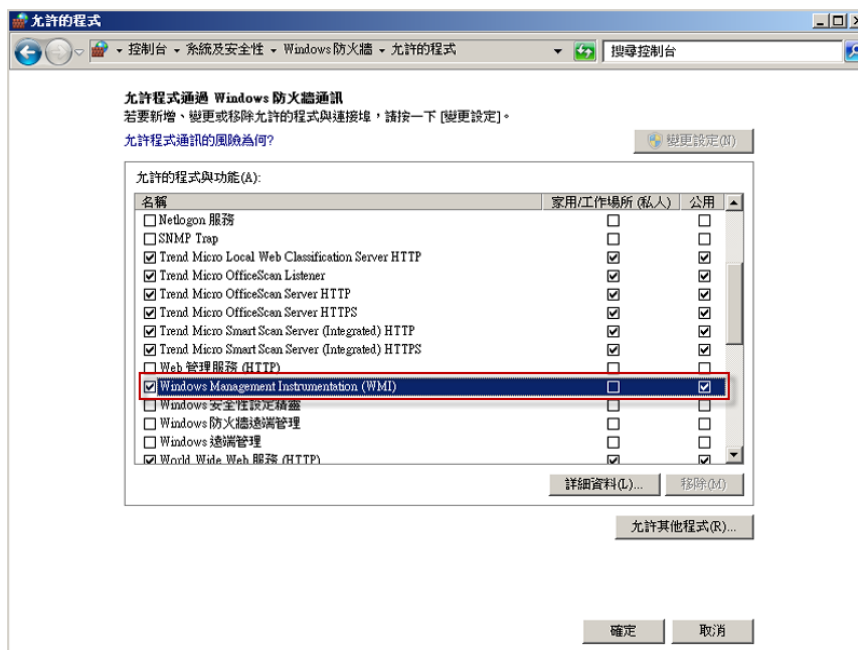 允許的程式
控制台 ▸ 系統及安全性 ▸ Windows 防火牆 ▸ 允許的程式
搜尋控制台
允許程式通過 Windows 防火牆通訊
若要新增、變更或移除允許的程式與連接埠，請按一下 [變更設定]。
允許程式通訊的風險為何?
變更設定(N)
允許的程式與功能(A):
名稱 家用/工作場所 (私人) 公用
Netlogon 服務
SNMP Trap
Trend Micro Local Web Classification Server HTTP
Trend Micro OfficeScan Listener
Trend Micro OfficeScan Server HTTP
Trend Micro OfficeScan Server HTTPS
Trend Micro Smart Scan Server (Integrated) HTTP
Trend Micro Smart Scan Server (Integrated) HTTPS
Web 管理服務 (HTTP)
Windows Management Instrumentation (WMI)
Windows 安全性設定精靈
Windows 防火牆遠端管理
Windows 遠端管理
World Wide Web 服務 (HTTP)
詳細資料(L)... 移除(M)
允許其他程式(R)...
確定 取消